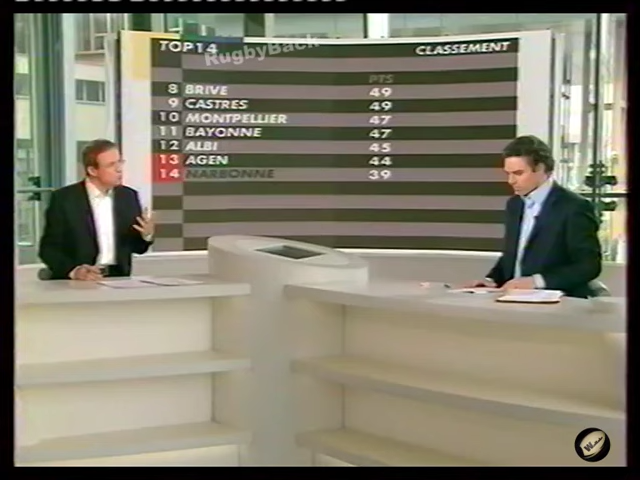 TOP14 RugbyBack CLASSEMENT
PTS
8 BRIVE 49
9 CASTRES 49
10 MONTPELLIER 47
11 BAYONNE 47
12 ALBI 45
13 AGEN 44
14 NARBONNE 39